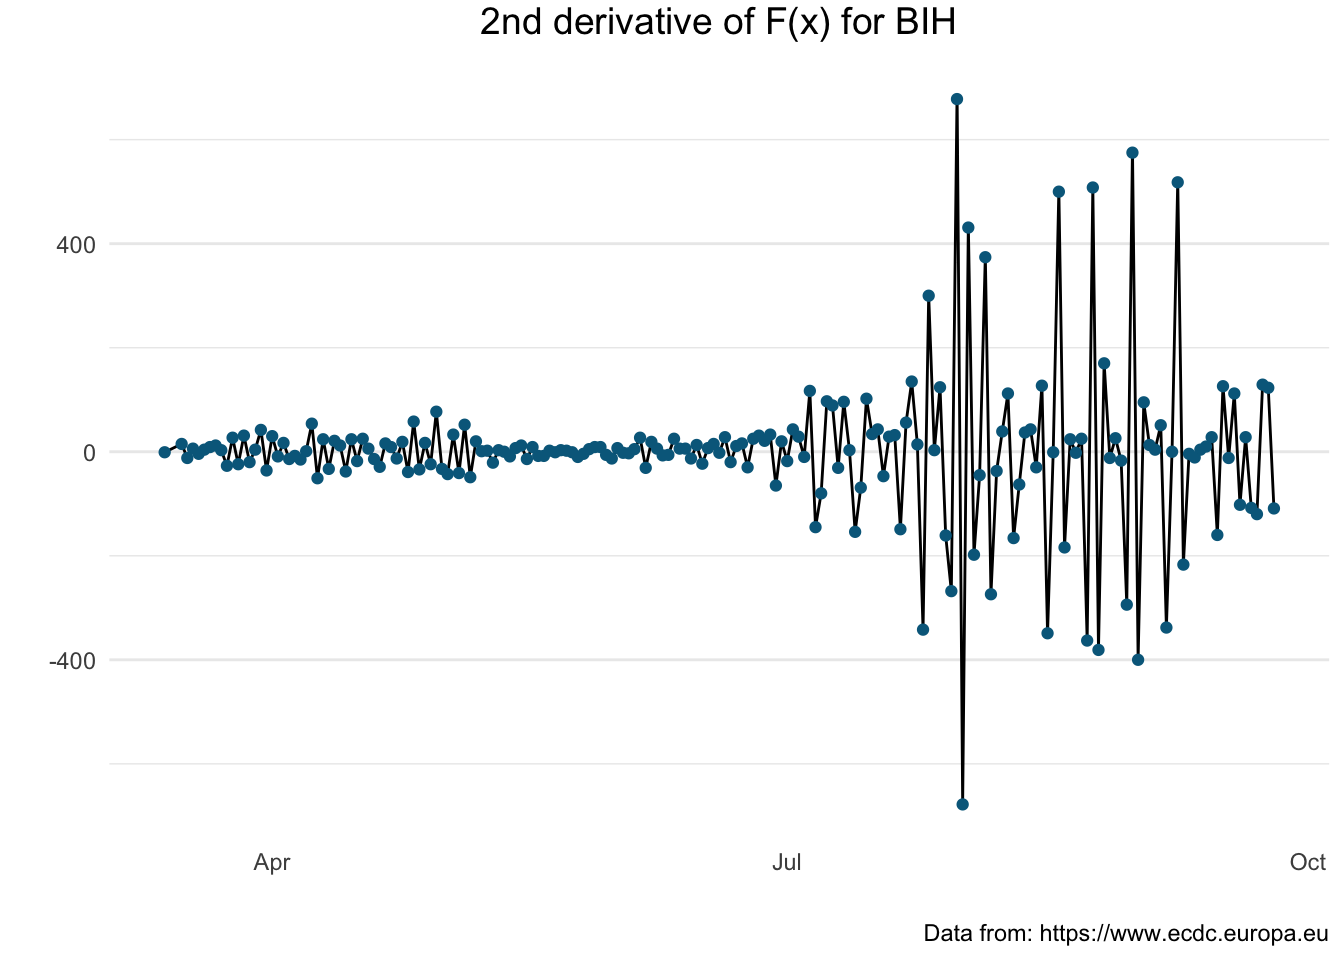 2nd derivative of F(x) for BIH
400
0
-400
Apr Jul Oct
Data from: https://www.ecdc.europa.eu